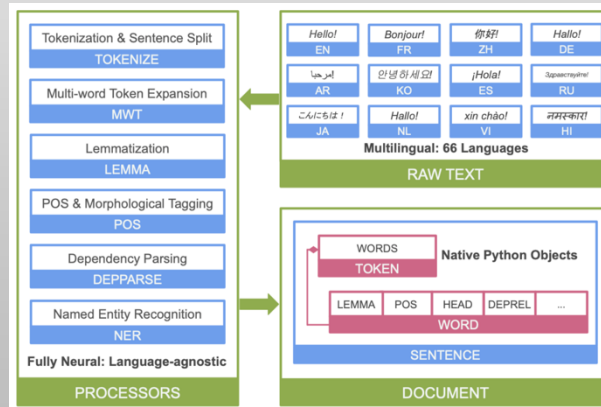 Tokenization & Sentence Split
TOKENIZE
Multi-word Token Expansion
MWT
Lemmatization
LEMMA
POS & Morphological Tagging
POS
Dependency Parsing
DEPPARSE
Named Entity Recognition
NER
Fully Neural: Language-agnostic
PROCESSORS
Hello! Bonjour! 你好! Hallo!
EN FR ZH DE
مرحبا! 안녕하세요! ¡Hola! Здравствуйте!
AR KO ES RU
こんにちは! Hallo! xin chào! नमस्कार!
JA NL VI HI
Multilingual: 66 Languages
RAW TEXT
WORDS
TOKEN
Native Python Objects
LEMMA POS HEAD DEPREL ...
WORD
SENTENCE
DOCUMENT